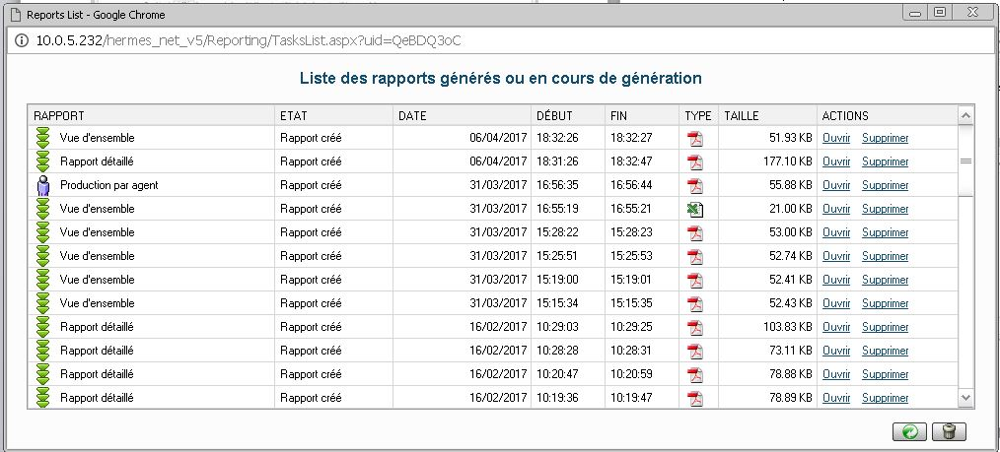 Reports List - Google Chrome
10.0.5.232/hermes_net_v5/Reporting/TasksList.aspx?uid=QeBDQ3oC
Liste des rapports générés ou en cours de génération
RAPPORT ETAT DATE DÉBUT FIN TYPE TAILLE ACTIONS
Vue d'ensemble Rapport créé 06/04/2017 18:32:26 18:32:27 51.93 KB Ouvrir Supprimer
Rapport détaillé Rapport créé 06/04/2017 18:31:26 18:32:47 177.10 KB Ouvrir Supprimer
Production par agent Rapport créé 31/03/2017 16:56:35 16:56:44 55.88 KB Ouvrir Supprimer
Vue d'ensemble Rapport créé 31/03/2017 16:55:19 16:55:21 21.00 KB Ouvrir Supprimer
Vue d'ensemble Rapport créé 31/03/2017 15:28:22 15:28:23 53.00 KB Ouvrir Supprimer
Vue d'ensemble Rapport créé 31/03/2017 15:25:51 15:25:53 52.74 KB Ouvrir Supprimer
Vue d'ensemble Rapport créé 31/03/2017 15:19:00 15:19:01 52.41 KB Ouvrir Supprimer
Vue d'ensemble Rapport créé 31/03/2017 15:15:34 15:15:35 52.43 KB Ouvrir Supprimer
Rapport détaillé Rapport créé 16/02/2017 10:29:03 10:29:25 103.83 KB Ouvrir Supprimer
Rapport détaillé Rapport créé 16/02/2017 10:28:28 10:28:31 73.11 KB Ouvrir Supprimer
Rapport détaillé Rapport créé 16/02/2017 10:20:47 10:20:59 78.88 KB Ouvrir Supprimer
Rapport détaillé Rapport créé 16/02/2017 10:19:36 10:19:47 78.89 KB Ouvrir Supprimer